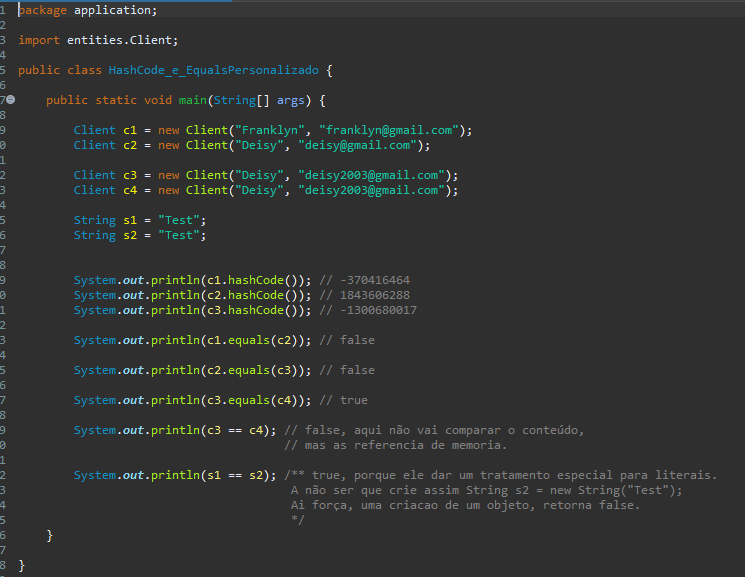 1 package application;
2
3 import entities.Client;
4
5 public class HashCode_e_EqualsPersonalizado {
6
7 public static void main(String[] args) {
8
9 Client c1 = new Client("Franklyn", "franklyn@gmail.com");
0 Client c2 = new Client("Deisy", "deisy@gmail.com");
1
2 Client c3 = new Client("Deisy", "deisy2003@gmail.com");
3 Client c4 = new Client("Deisy", "deisy2003@gmail.com");
4
5 String s1 = "Test";
6 String s2 = "Test";
7
8
9 System.out.println(c1.hashCode()); // -370416464
0 System.out.println(c2.hashCode()); // 1843606288
1 System.out.println(c3.hashCode()); // -1300680017
2
3 System.out.println(c1.equals(c2)); // false
4
5 System.out.println(c2.equals(c3)); // false
6
7 System.out.println(c3.equals(c4)); // true
8
9 System.out.println(c3 == c4); // false, aqui não vai comparar o conteúdo,
0 // mas as referencia de memoria.
1
2 System.out.println(s1 == s2); /** true, porque ele dar um tratamento especial para literais.
3 A não ser que crie assim String s2 = new String("Test");
4 Ai força, uma criacao de um objeto, retorna false.
5 */
6 }
7
8 }